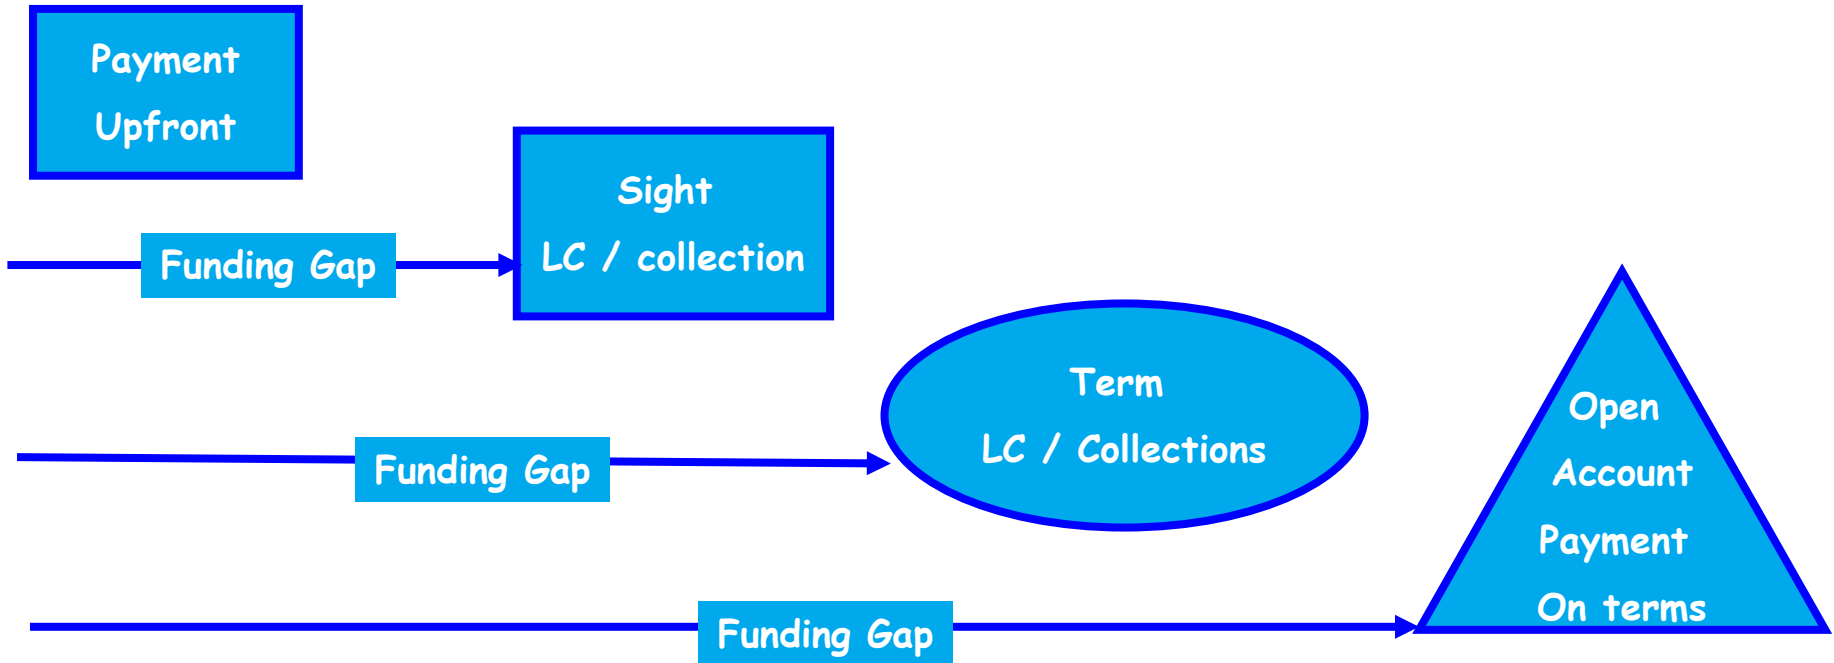 Payment
Upfront
Sight
LC / collection
Funding Gap
Term
LC / Collections
Funding Gap
Open
Account
Payment
On terms
Funding Gap